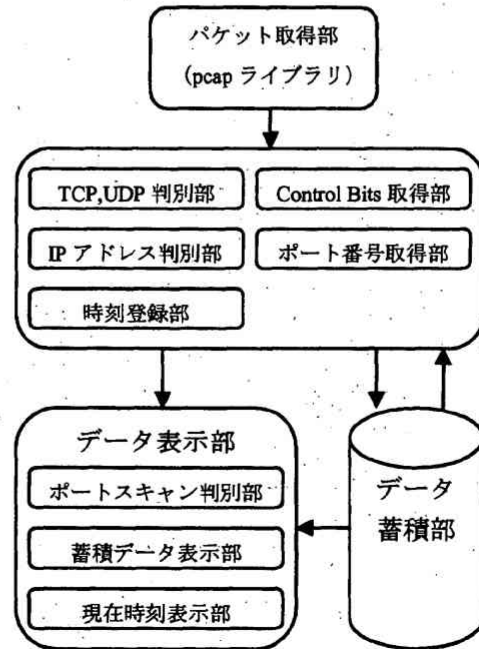 パケット取得部
(pcap ライブラリ)
TCP,UDP 判別部
Control Bits 取得部
IP アドレス判別部
ポート番号取得部
時刻登録部
データ表示部
ポートスキャン判別部
蓄積データ表示部
現在時刻表示部
データ
蓄積部